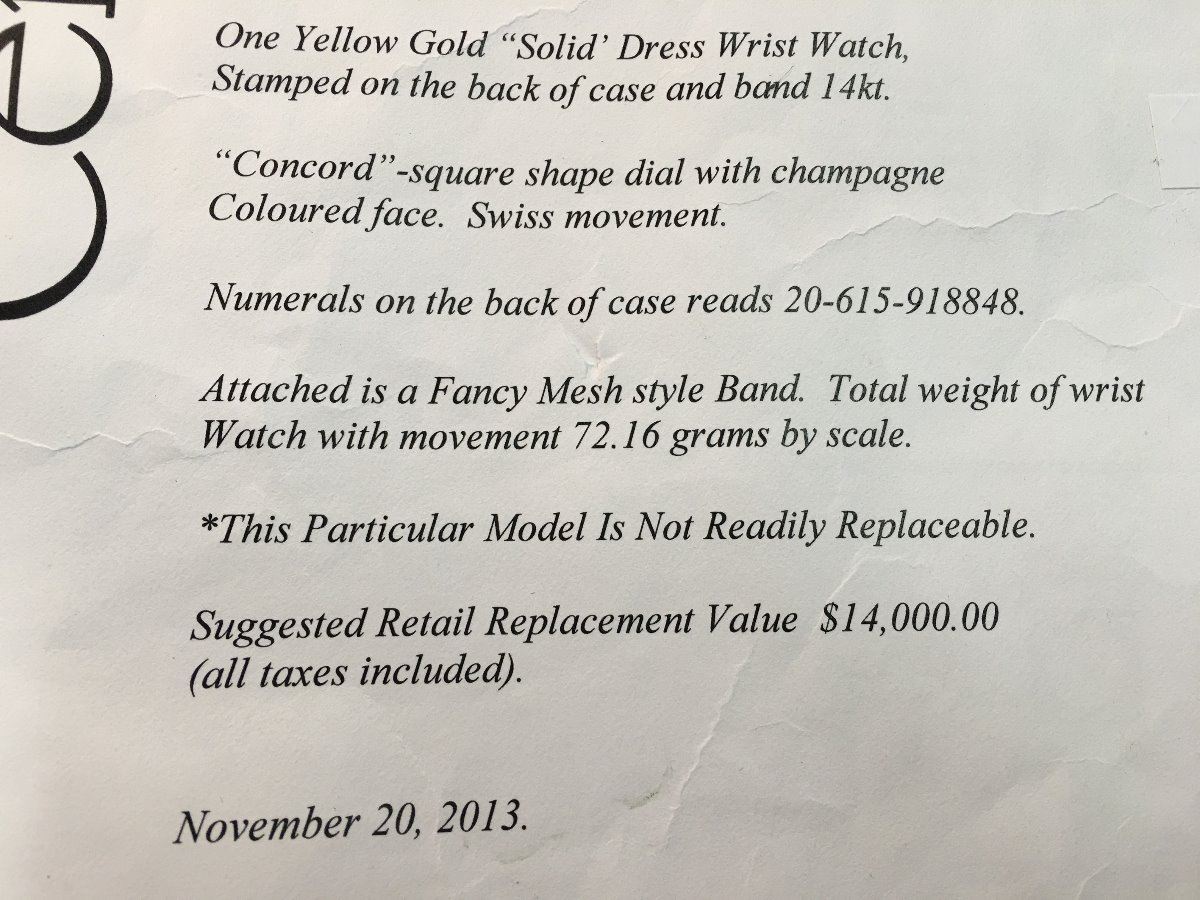 Cer
One Yellow Gold “Solid’ Dress Wrist Watch,
Stamped on the back of case and band 14kt.
“Concord”-square shape dial with champagne
Coloured face. Swiss movement.
Numerals on the back of case reads 20-615-918848.
Attached is a Fancy Mesh style Band. Total weight of wrist
Watch with movement 72.16 grams by scale.
*This Particular Model Is Not Readily Replaceable.
Suggested Retail Replacement Value $14,000.00
(all taxes included).
November 20, 2013.